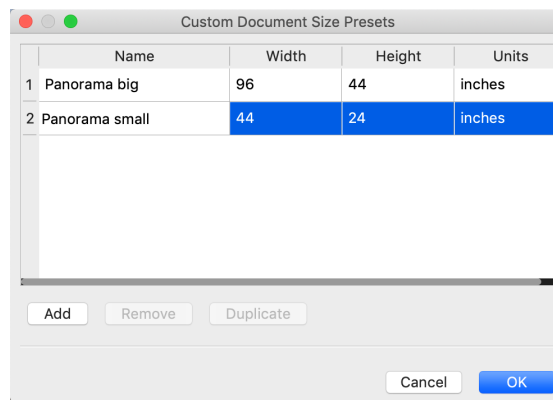 Custom Document Size Presets
Name Width Height Units
1 Panorama big 96 44 inches
2 Panorama small 44 24 inches
Add Remove Duplicate
Cancel OK